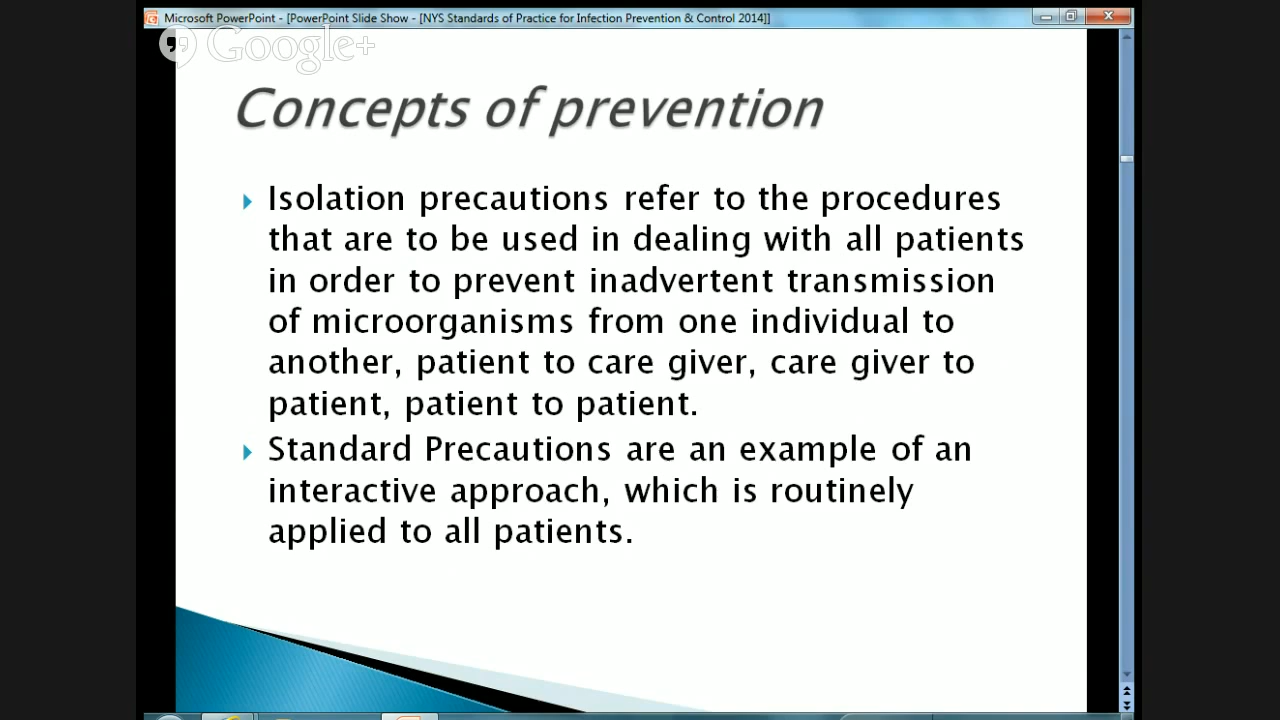 Microsoft PowerPoint - [PowerPoint Slide Show - [NYS Standards of Practice for Infection Prevention & Control 2014]]
Google+
Concepts of prevention
Isolation precautions refer to the procedures
that are to be used in dealing with all patients
in order to prevent inadvertent transmission
of microorganisms from one individual to
another, patient to care giver, care giver to
patient, patient to patient.
Standard Precautions are an example of an
interactive approach, which is routinely
applied to all patients.